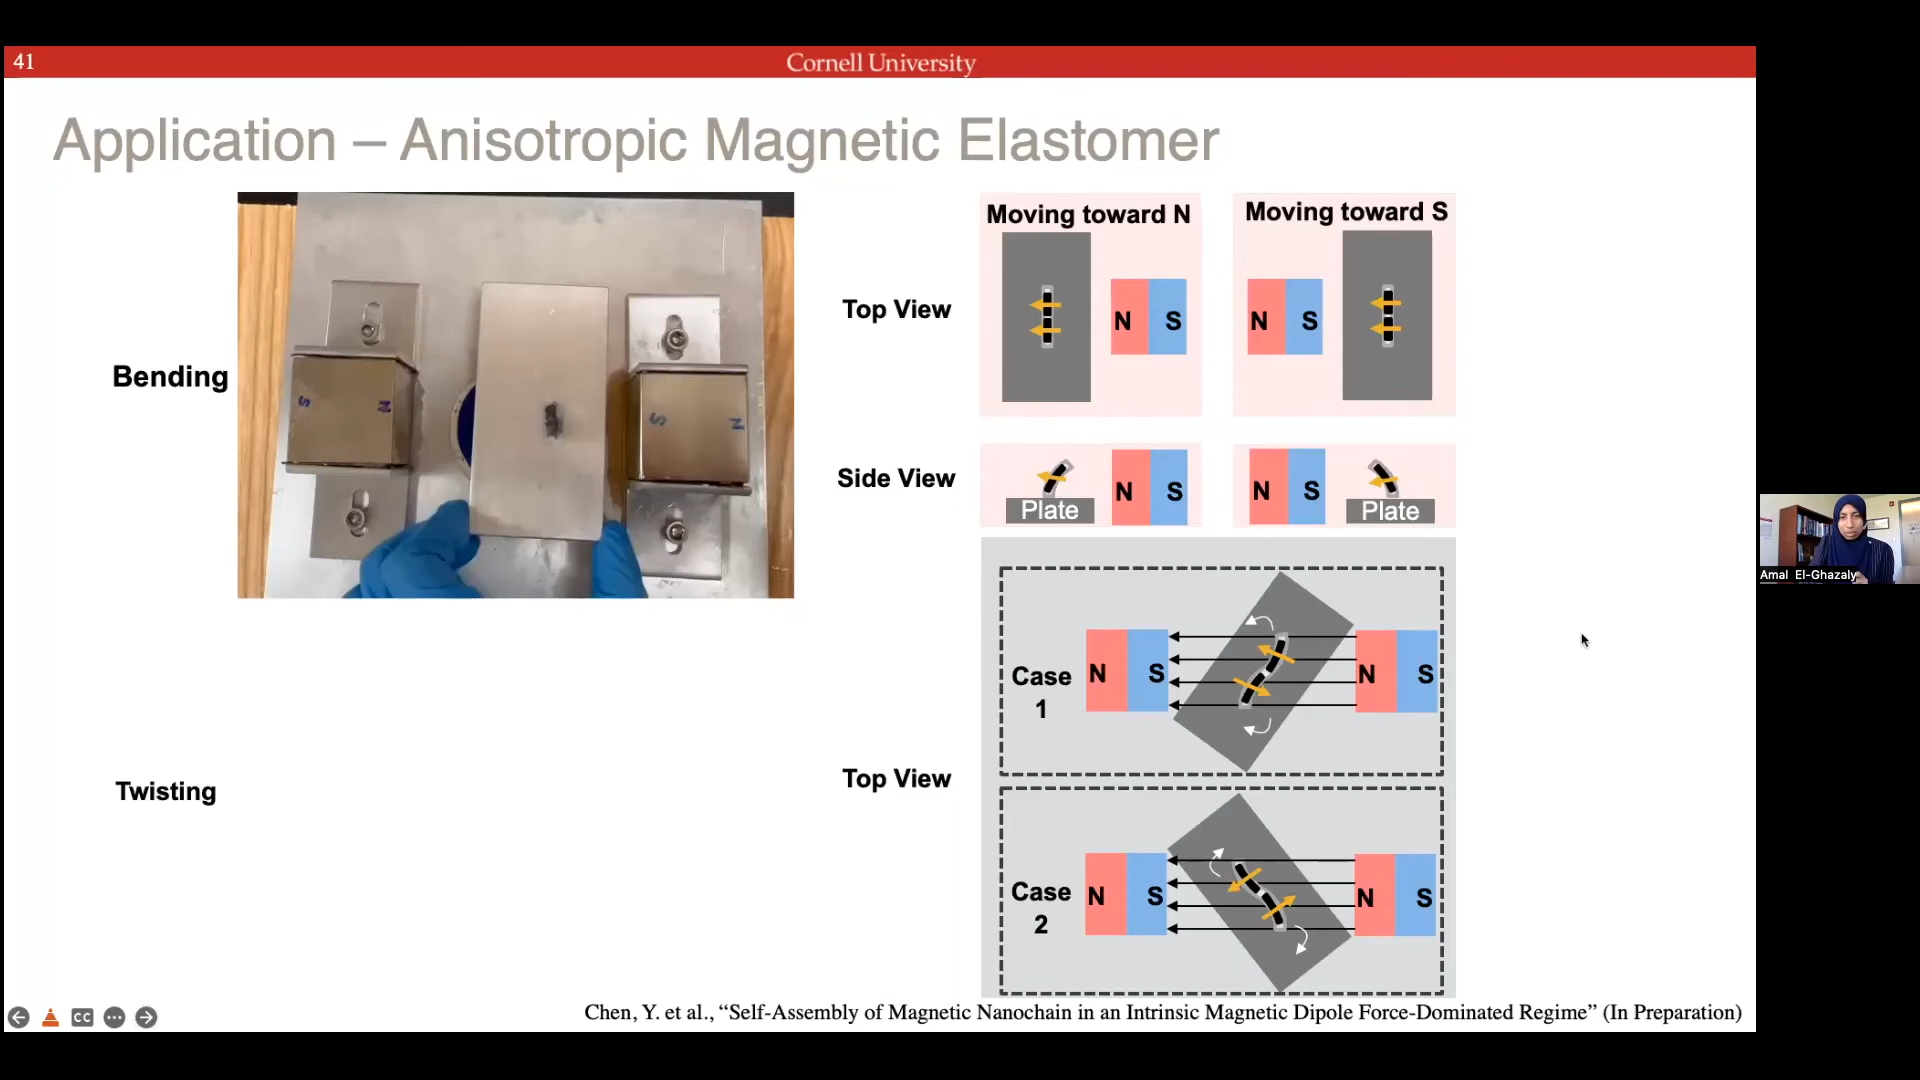 41
Cornell University
Application – Anisotropic Magnetic Elastomer
Bending
S
N
S
N
Moving toward N
Moving toward S
Top View
N S
N S
Side View
Plate
N S
N S
Plate
Case
1
N S
N S
Twisting
Top View
Case
2
N S
N S
Amal El-Ghazaly
CC
Chen, Y. et al., “Self-Assembly of Magnetic Nanochain in an Intrinsic Magnetic Dipole Force-Dominated Regime” (In Preparation)